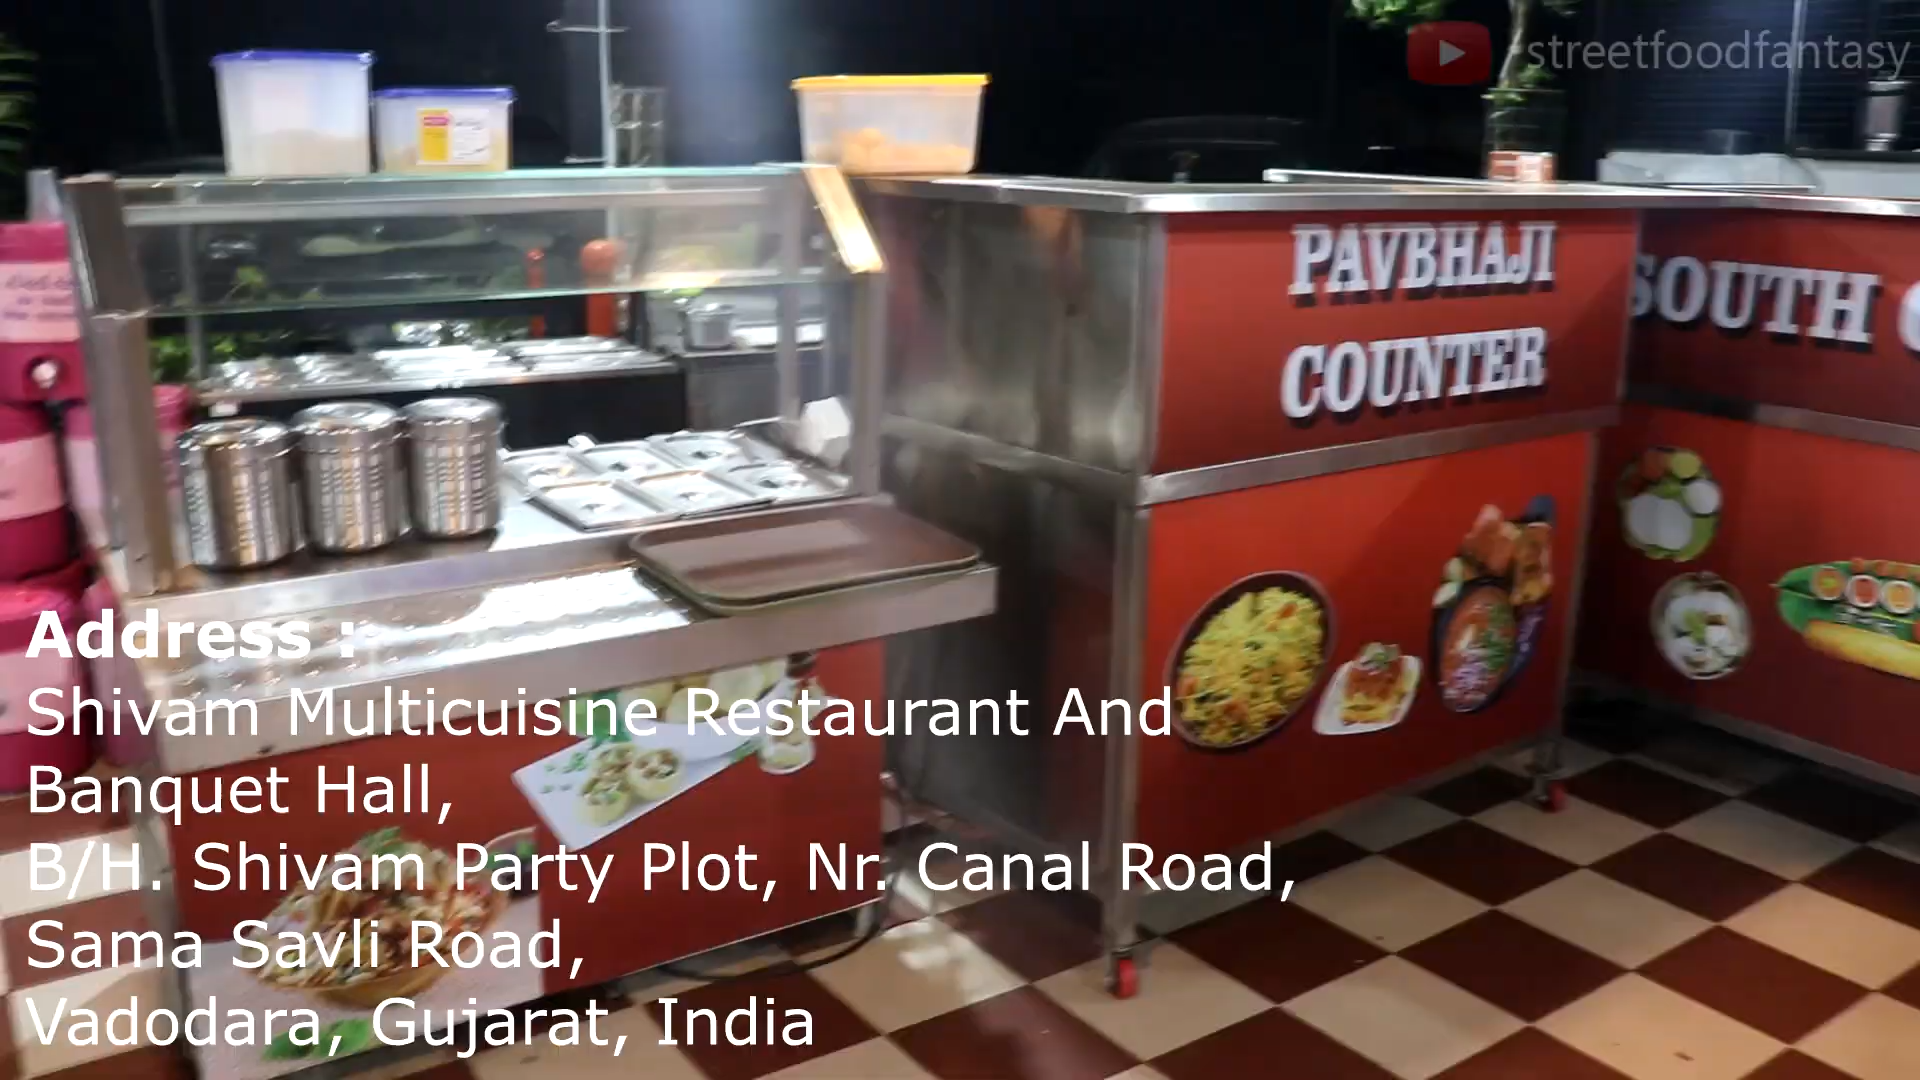 streetfoodfantasy
PAVBHAJI
COUNTER
SOUTH
Address :
Shivam Multicuisine Restaurant And
Banquet Hall,
B/H. Shivam Party Plot, Nr. Canal Road,
Sama Savli Road,
Vadodara, Gujarat, India